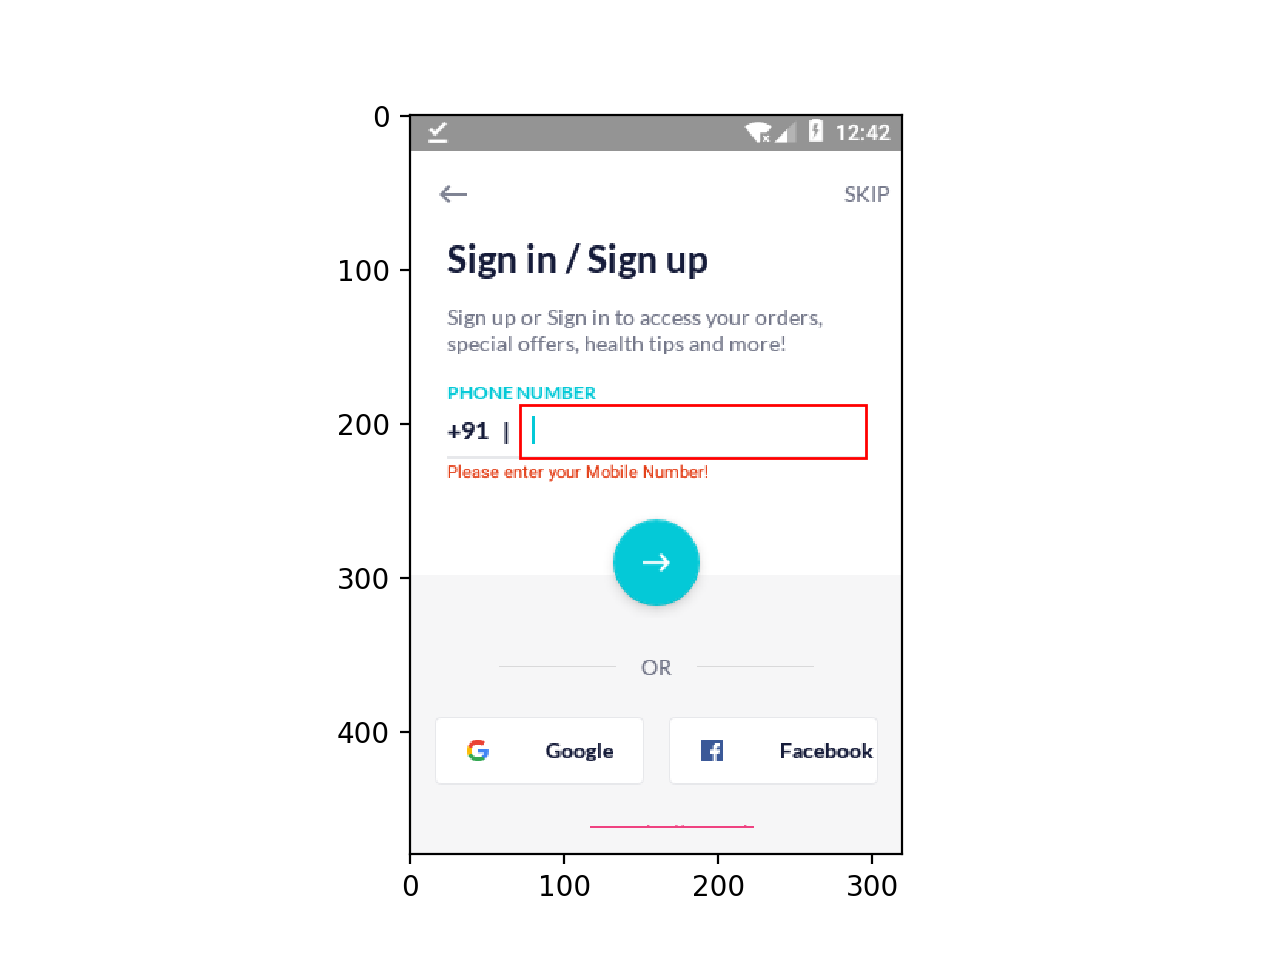 0
100
200
300
400
12:42
SKIP
Sign in / Sign up
Sign up or Sign in to access your orders,
special offers, health tips and more!
PHONE NUMBER
+91 |
Please enter your Mobile Number!
OR
Google
Facebook
0 100 200 300